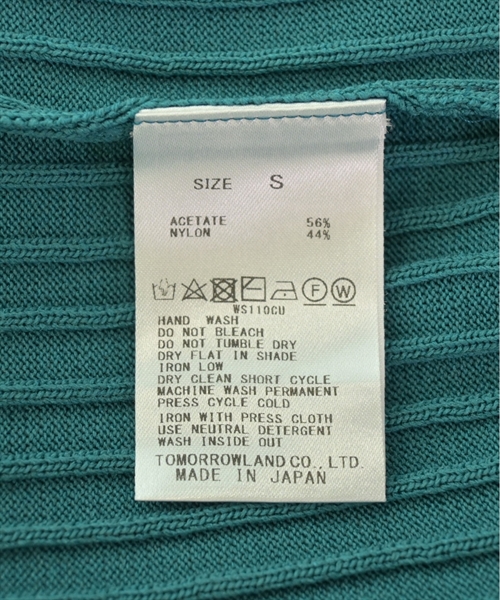 SIZE S
ACETATE 56%
NYLON 44%
F W
WS110CU
HAND WASH
DO NOT BLEACH
DO NOT TUMBLE DRY
DRY FLAT IN SHADE
IRON LOW
DRY CLEAN SHORT CYCLE
MACHINE WASH PERMANENT
PRESS CYCLE COLD
IRON WITH PRESS CLOTH
USE NEUTRAL DETERGENT
WASH INSIDE OUT
TOMORROWLAND CO., LTD.
MADE IN JAPAN